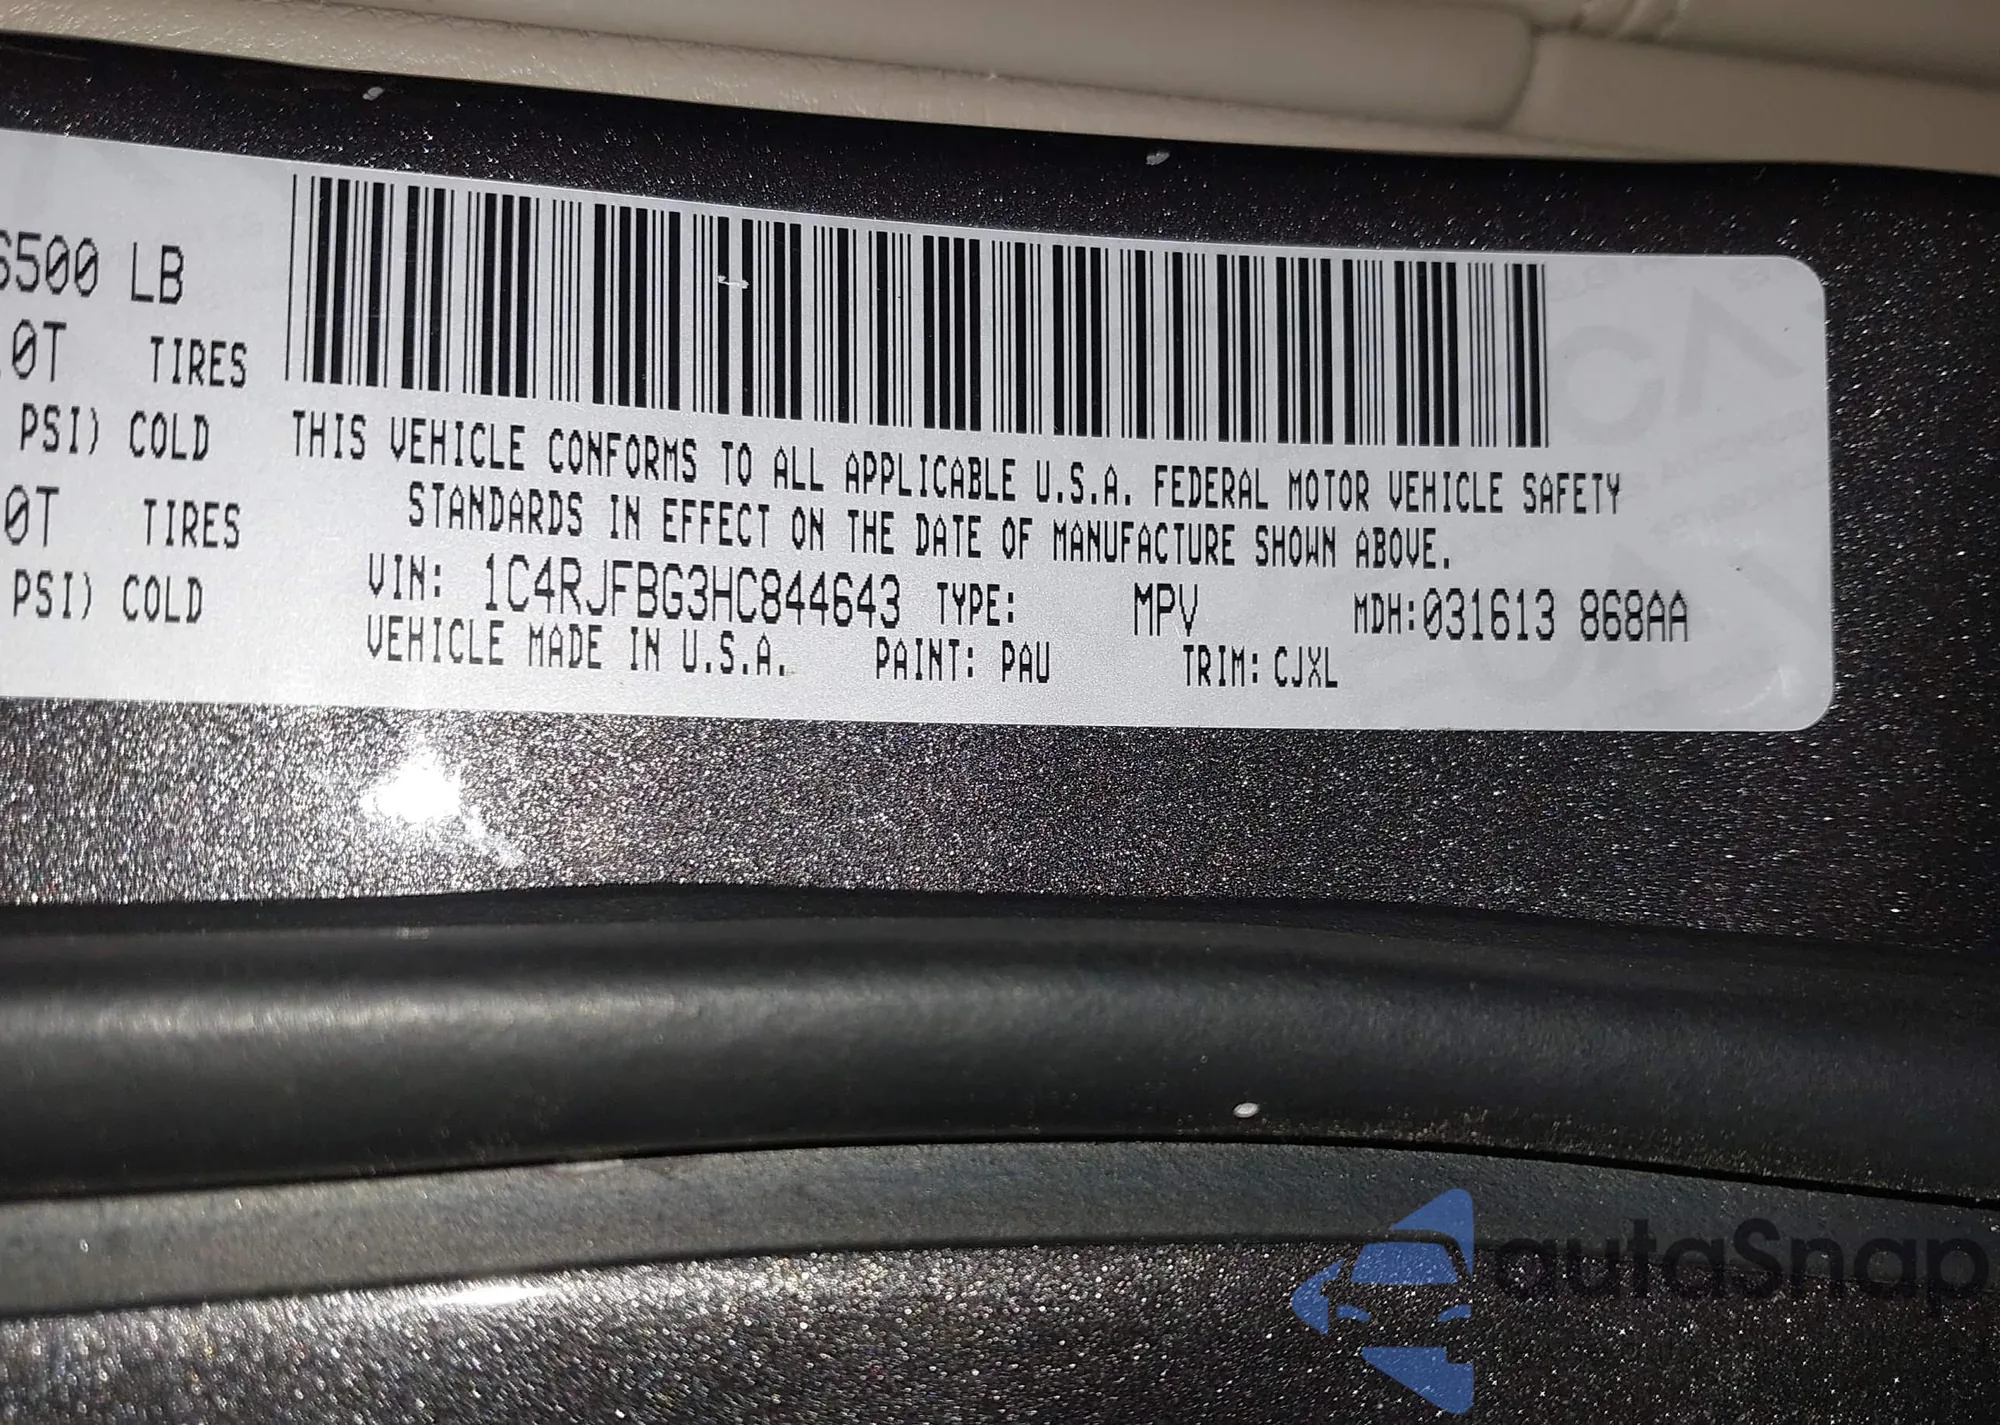 6500 LB
0T TIRES
PSI) COLD
0T TIRES
PSI) COLD
THIS VEHICLE CONFORMS TO ALL APPLICABLE U.S.A. FEDERAL MOTOR VEHICLE SAFETY
STANDARDS IN EFFECT ON THE DATE OF MANUFACTURE SHOWN ABOVE.
VIN: 1C4RJFBG3HC844643 TYPE: MPV MDH:031613 868AA
VEHICLE MADE IN U.S.A. PAINT: PAU TRIM: CJXL
autaSnap